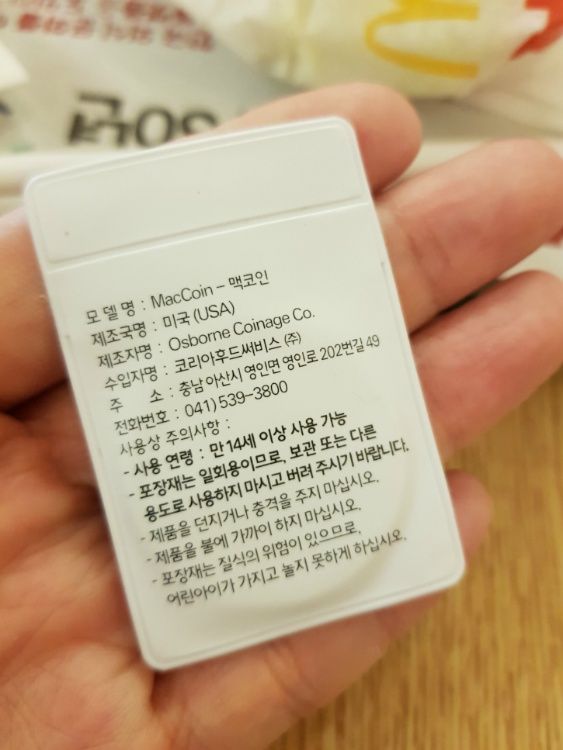 모 델 명 : MacCoin - 맥코인
제조국명 : 미국 (USA)
제조자명 : Osborne Coinage Co.
수입자명 : 코리아후드써비스 (주)
주 소 : 충남 아산시 영인면 영인로 202번길 49
전화번호 : 041) 539-3800
사용상 주의사항 :
- 사용 연령 : 만 14세 이상 사용 가능
- 포장재는 일회용이므로, 보관 또는 다른
용도로 사용하지 마시고 버려 주시기 바랍니다.
- 제품을 던지거나 충격을 주지 마십시오.
- 제품을 불에 가까이 하지 마십시오.
- 포장재는 질식의 위험이 있으므로,
어린아이가 가지고 놀지 못하게 하십시오.